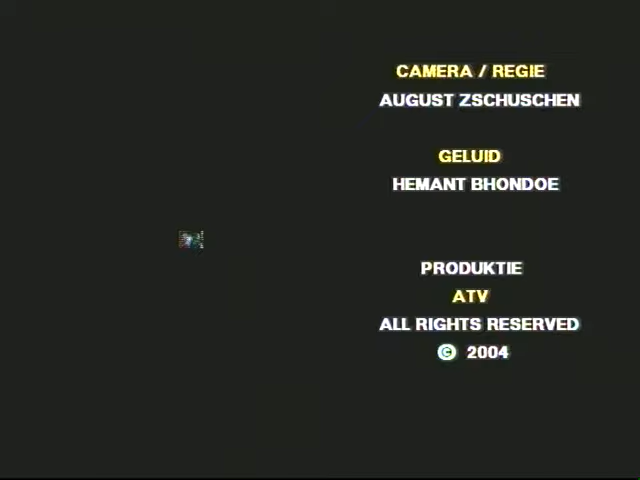 CAMERA / REGIE
AUGUST ZSCHUSCHEN
GELUID
HEMANT BHONDOE
PRODUKTIE
ATV
ALL RIGHTS RESERVED
© 2004